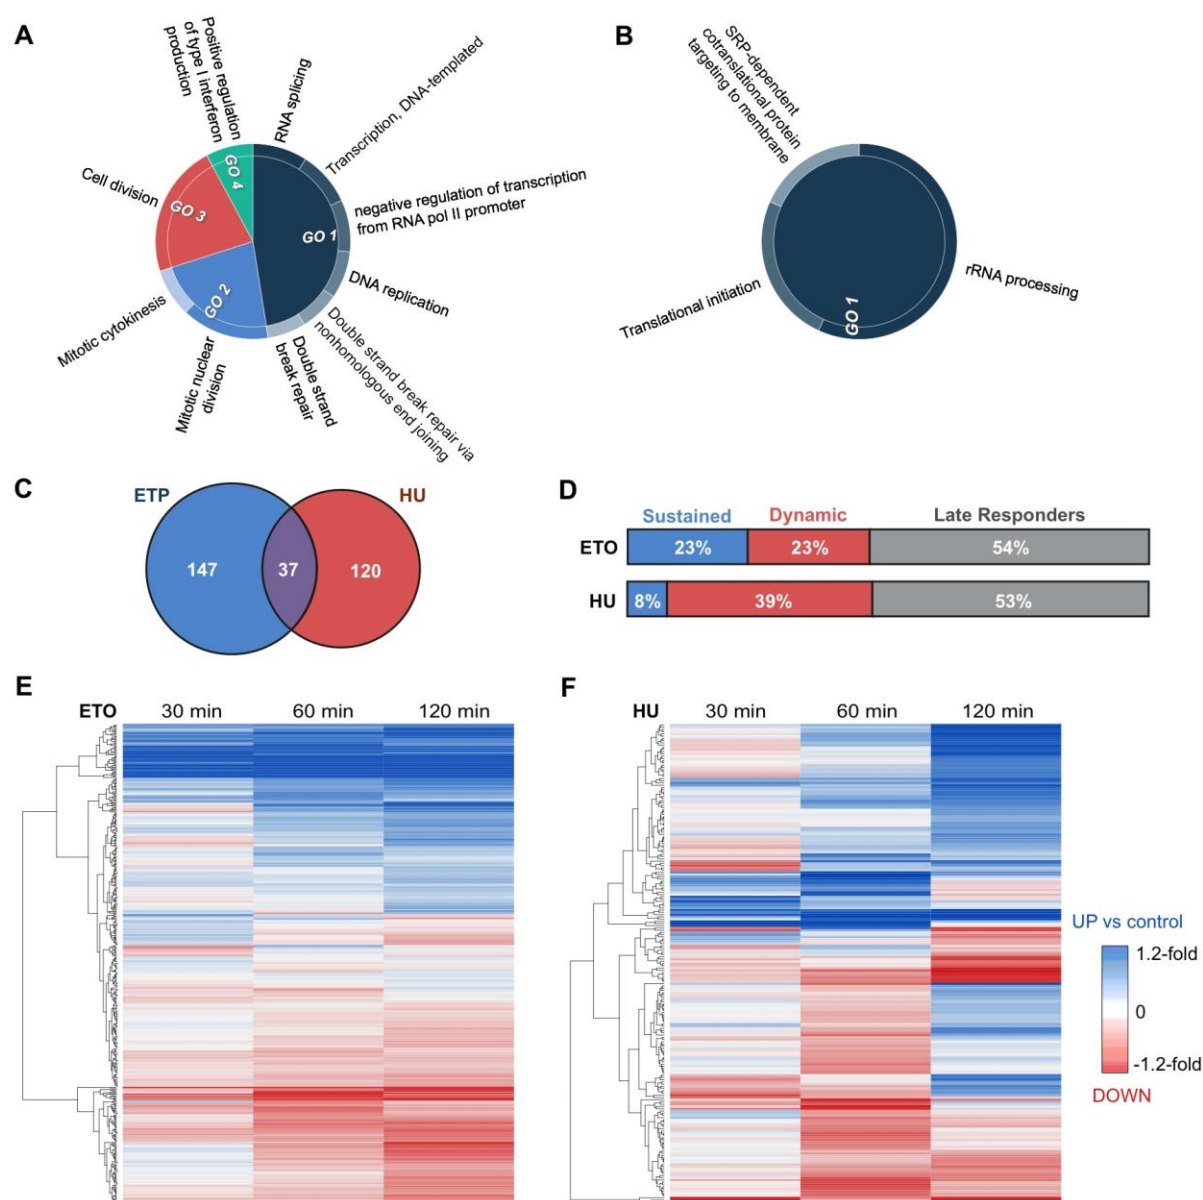 A
Positive regulation
of type I interferon
production
RNA splicing
Transcription, DNA-templated
negative regulation of transcription
from RNA pol II promoter
DNA replication
Double strand break repair via
nonhomologous end joining
Double strand
break repair
Mitotic nuclear
division
Mitotic cytokinesis
Cell division
GO 1
GO 2
GO 3
GO 4
B
SRP-dependent
cotranslational protein
targeting to membrane
Translational initiation
rRNA processing
GO 1
C
ETP
HU
147
37
120
D
Sustained
Dynamic
Late Responders
ETO
23%
23%
54%
HU
8%
39%
53%
E
ETO
30 min
60 min
120 min
F
HU
30 min
60 min
120 min
UP vs control
1.2-fold
0
-1.2-fold
DOWN